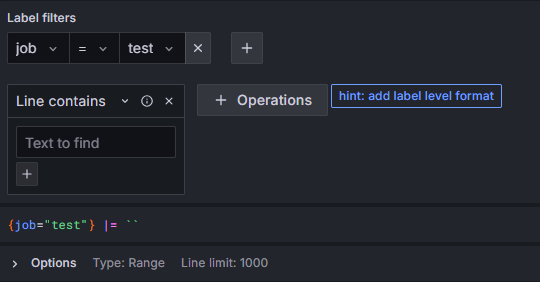 Label filters
job = test
Line contains
+ Operations
hint: add label level format
Text to find
{job="test"} |= ``
Options Type: Range Line limit: 1000